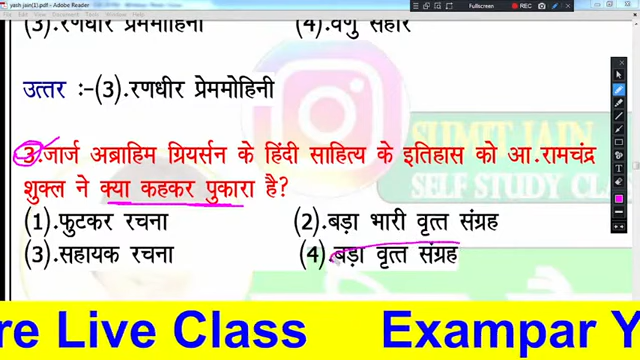 yash jain(1).pdf - Adobe Reader
Fullscreen
(3).रणधीर प्रेममोहिनी (4).वेणु संहार
उत्तर :-(3).रणधीर प्रेममोहिनी
3.जार्ज अब्राहिम ग्रियर्सन के हिंदी साहित्य के इतिहास को आ.रामचंद्र
शुक्ल ने क्या कहकर पुकारा है?
(1).फुटकर रचना (2).बड़ा भारी वृत्त संग्रह
(3).सहायक रचना (4).बड़ा वृत्त संग्रह
SUMIT JAIN
SELF STUDY CLASS
re Live Class Exampar Y